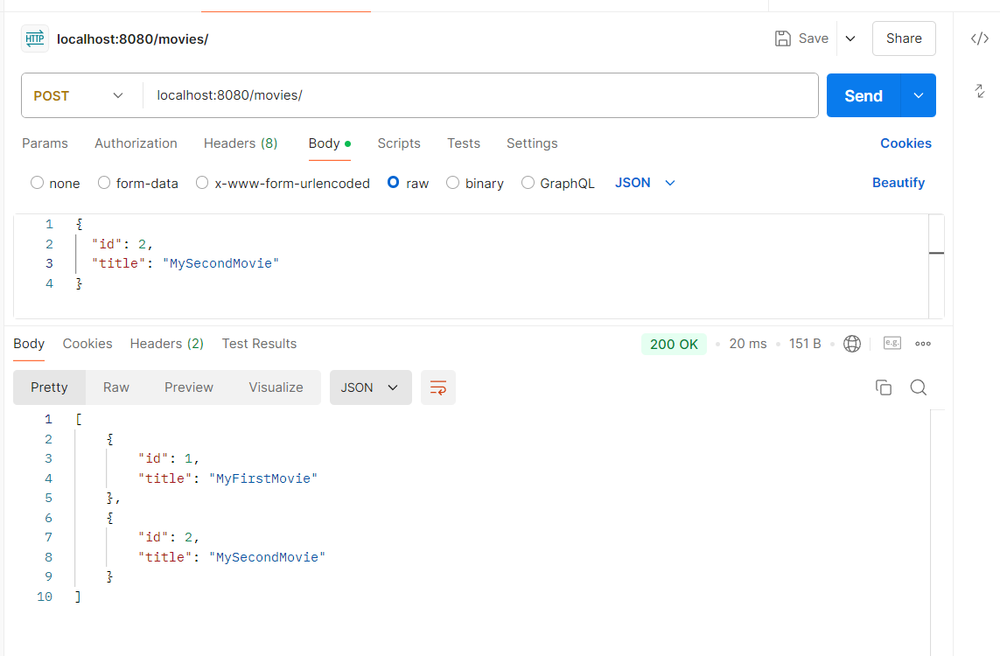 HTTP localhost:8080/movies/ Save Share </>
POST localhost:8080/movies/ Send
Params Authorization Headers (8) Body Scripts Tests Settings Cookies
none form-data x-www-form-urlencoded raw binary GraphQL JSON Beautify
1 {
2 "id": 2,
3 "title": "MySecondMovie"
4 }
Body Cookies Headers (2) Test Results 200 OK 20 ms 151 B e.g.
Pretty Raw Preview Visualize JSON
1 [
2 {
3 "id": 1,
4 "title": "MyFirstMovie"
5 },
6 {
7 "id": 2,
8 "title": "MySecondMovie"
9 }
10 ]